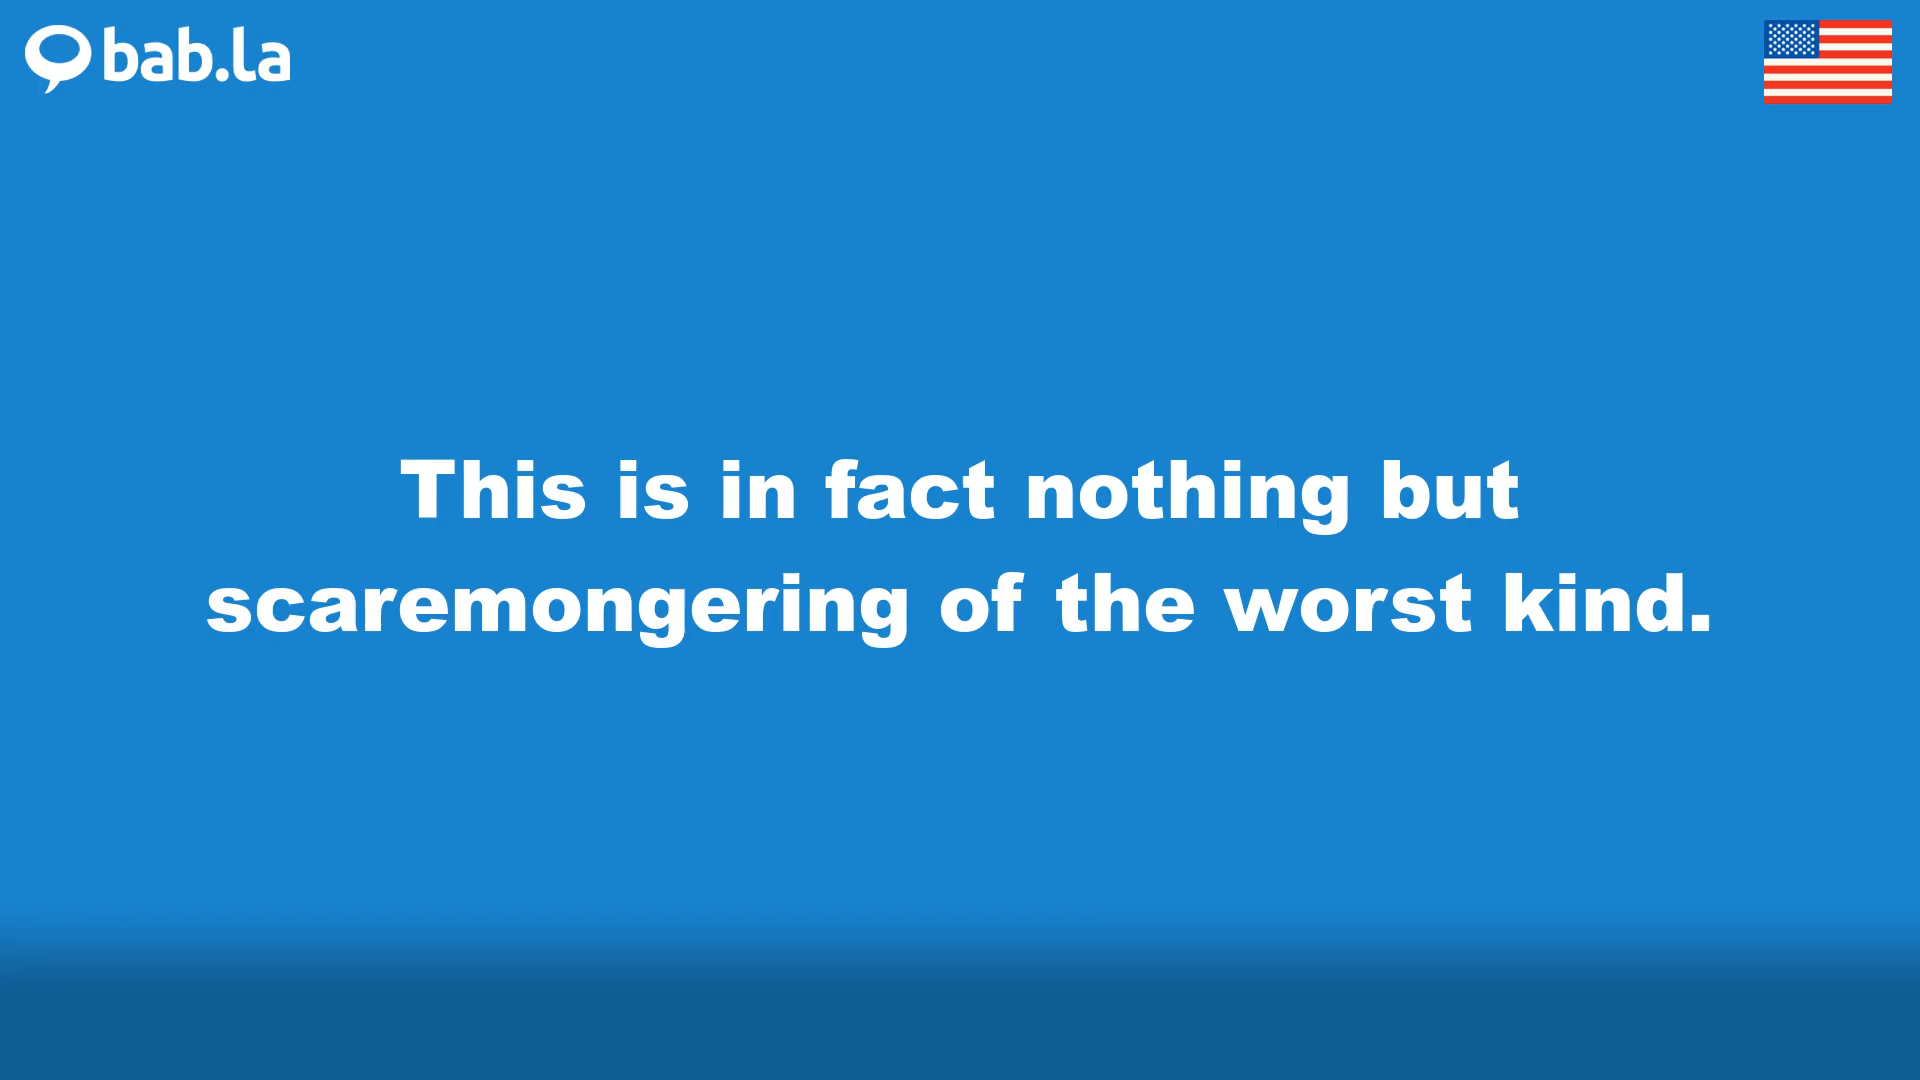 bab.la
This is in fact nothing but
scaremongering of the worst kind.